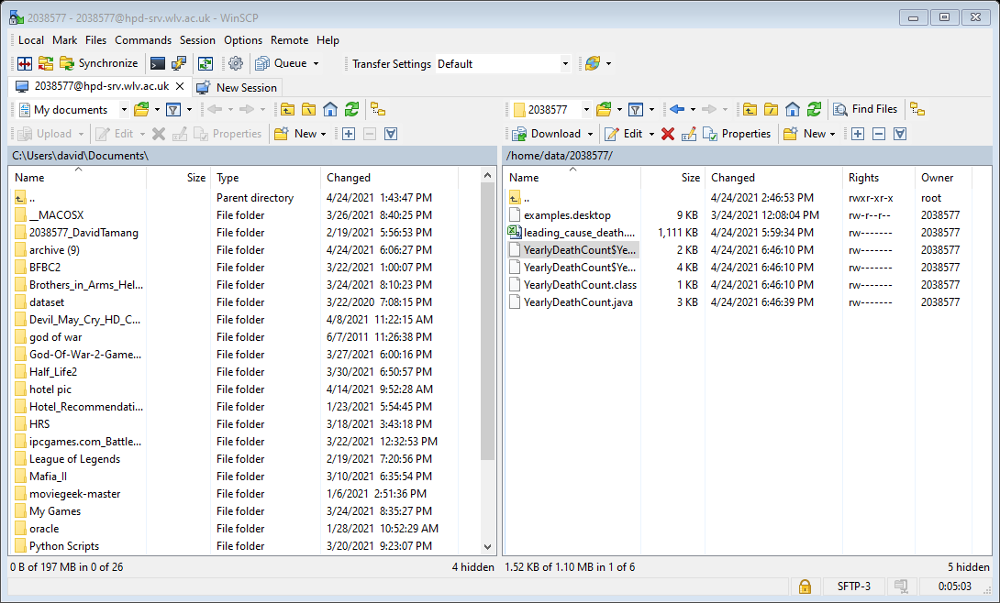 2038577 - 2038577@hpd-srv.wlv.ac.uk - WinSCP
Local Mark Files Commands Session Options Remote Help
Synchronize Queue Transfer Settings Default
2038577@hpd-srv.wlv.ac.uk New Session
My documents 2038577 Find Files
Upload Edit Properties New Download Edit Properties New
C:\Users\david\Documents\ /home/data/2038577/
Name Size Type Changed Name Size Changed Rights Owner
.. Parent directory 4/24/2021 1:43:47 PM .. 4/24/2021 2:46:53 PM rwxr-xr-x root
__MACOSX File folder 3/26/2021 8:40:25 PM examples.desktop 9 KB 3/24/2021 12:08:04 PM rw-r--r-- 2038577
2038577_DavidTamang File folder 2/19/2021 5:56:53 PM leading_cause_death.... 1,111 KB 4/24/2021 5:59:34 PM rw------- 2038577
archive (9) File folder 4/24/2021 6:06:27 PM YearlyDeathCount$Ye... 2 KB 4/24/2021 6:46:10 PM rw------- 2038577
BFBC2 File folder 3/22/2021 1:00:07 PM YearlyDeathCount$Ye... 4 KB 4/24/2021 6:46:10 PM rw------- 2038577
Brothers_in_Arms_Hel... File folder 3/24/2021 8:10:23 PM YearlyDeathCount.class 1 KB 4/24/2021 6:46:10 PM rw------- 2038577
dataset File folder 3/22/2020 7:08:15 PM YearlyDeathCount.java 3 KB 4/24/2021 6:46:39 PM rw------- 2038577
Devil_May_Cry_HD_C... File folder 4/8/2021 11:22:15 AM
god of war File folder 6/7/2011 11:26:38 PM
God-Of-War-2-Game... File folder 3/27/2021 6:00:16 PM
Half_Life2 File folder 3/30/2021 6:50:57 PM
hotel pic File folder 4/14/2021 9:52:28 AM
Hotel_Recommendati... File folder 1/23/2021 5:54:45 PM
HRS File folder 3/18/2021 3:43:18 PM
ipcgames.com_Battle... File folder 3/22/2021 12:32:53 PM
League of Legends File folder 2/19/2021 7:20:56 PM
Mafia_II File folder 3/10/2021 6:35:54 PM
moviegeek-master File folder 1/6/2021 2:51:36 PM
My Games File folder 3/24/2021 8:35:27 PM
oracle File folder 1/28/2021 10:52:29 AM
Python Scripts File folder 3/20/2021 9:23:07 PM
0 B of 197 MB in 0 of 26 4 hidden 1.52 KB of 1.10 MB in 1 of 6 5 hidden
SFTP-3 0:05:03